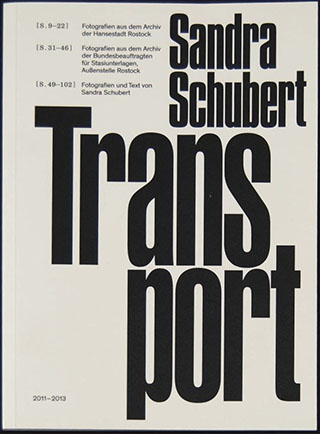 [S. 9–22] Fotografien aus dem Archiv
der Hansestadt Rostock
[S. 31–46] Fotografien aus dem Archiv
der Bundesbeauftragten
für Stasiunterlagen,
Außenstelle Rostock
[S. 49–102] Fotografien und Text von
Sandra Schubert
Sandra
Schubert
Trans
port
2011–2013